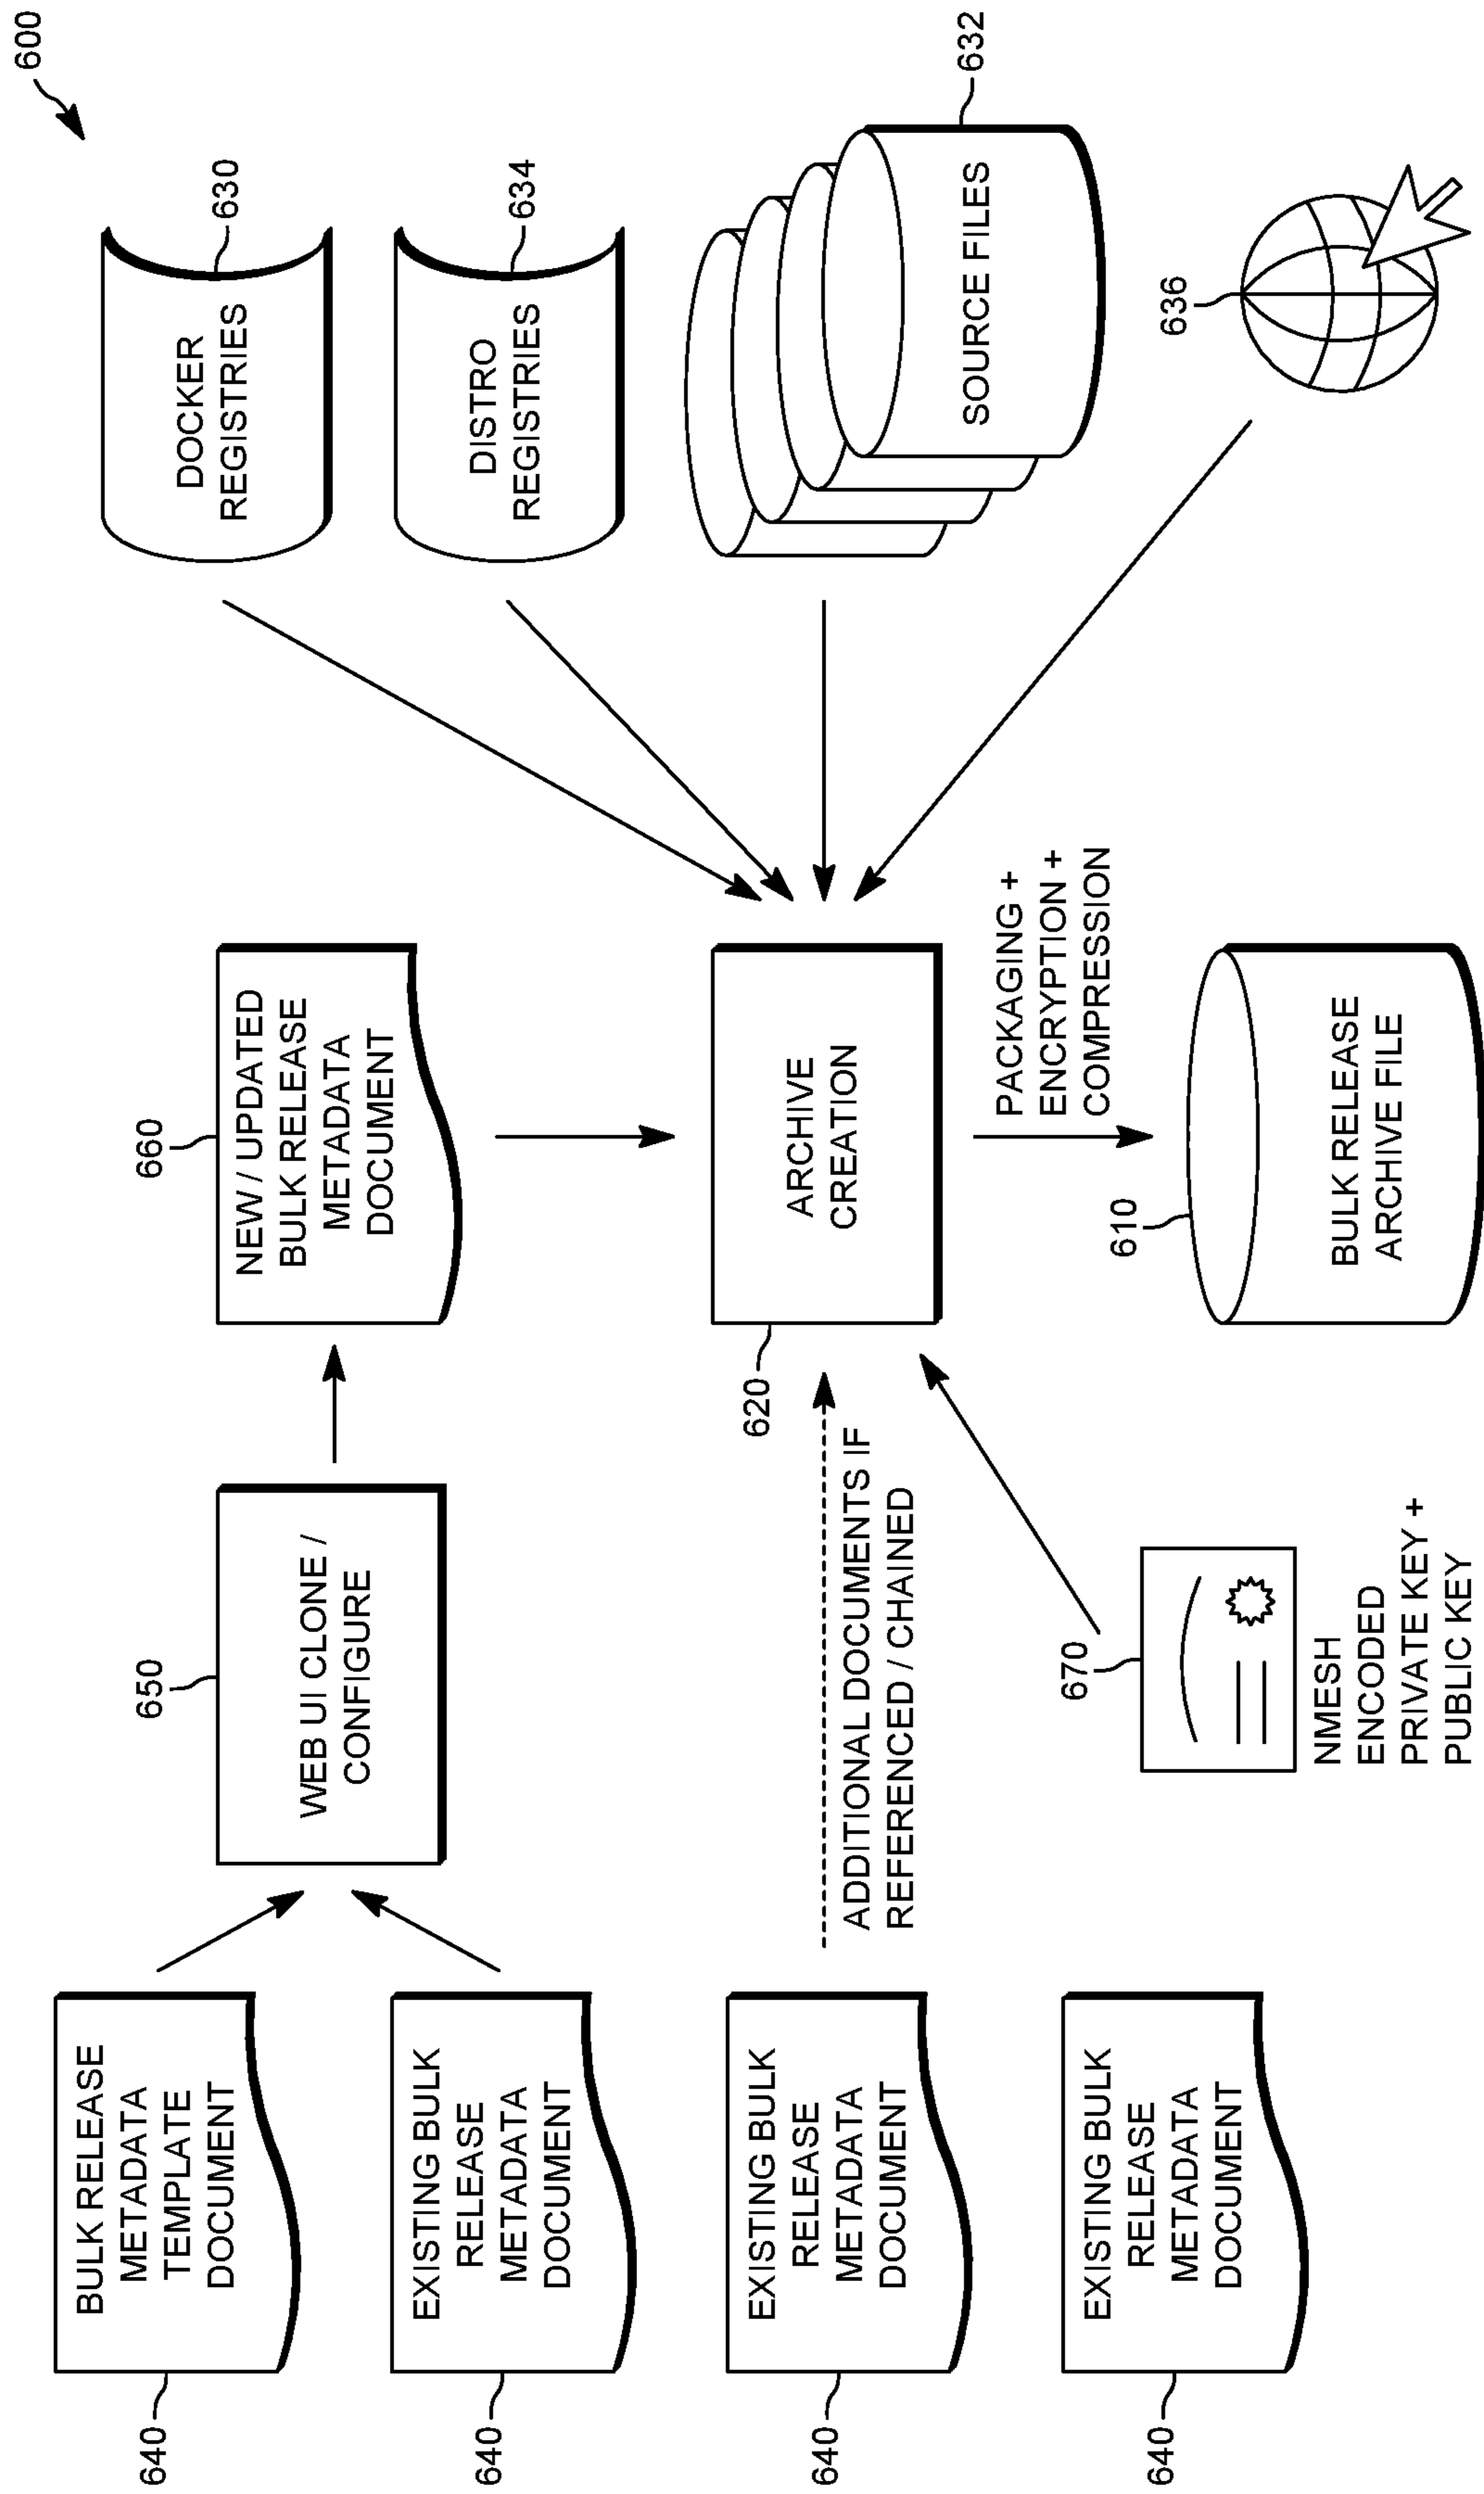 600
640
BULK RELEASE
METADATA
TEMPLATE
DOCUMENT
640
EXISTING BULK
RELEASE
METADATA
DOCUMENT
640
EXISTING BULK
RELEASE
METADATA
DOCUMENT
640
EXISTING BULK
RELEASE
METADATA
DOCUMENT
650
WEB UI CLONE /
CONFIGURE
ADDITIONAL DOCUMENTS IF
REFERENCED / CHAINED
670
NMESH
ENCODED
PRIVATE KEY +
PUBLIC KEY
660
NEW / UPDATED
BULK RELEASE
METADATA
DOCUMENT
620
ARCHIVE
CREATION
PACKAGING +
ENCRYPTION +
COMPRESSION
610
BULK RELEASE
ARCHIVE FILE
DOCKER
REGISTRIES
630
DISTRO
REGISTRIES
634
SOURCE FILES
632
636